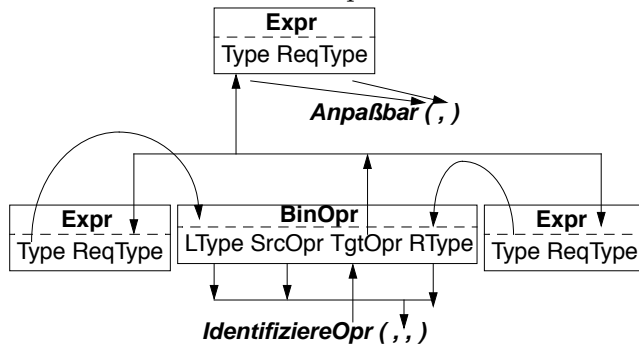 Expr
Type ReqType
Anpaßbar ( , )
Expr BinOpr Expr
Type ReqType LType SrcOpr TgtOpr RType Type ReqType
IdentifiziereOpr ( , , )